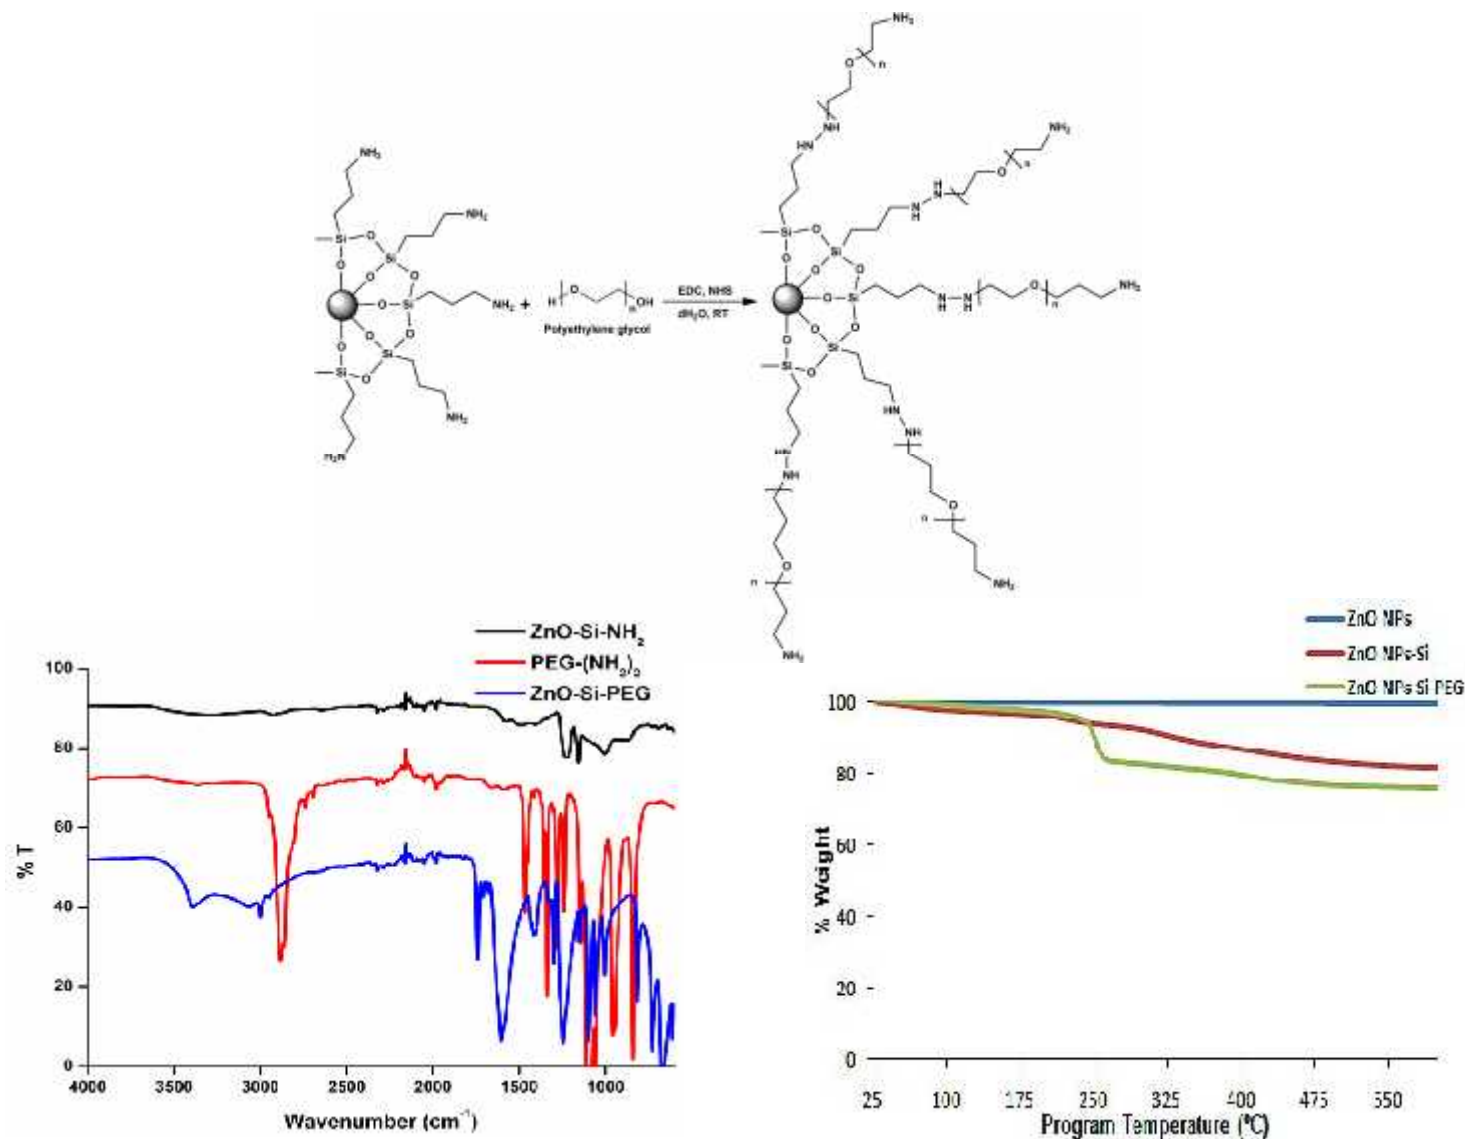 NH2
n
O
NH
HN
NH2
NH2
n
O
H
N
N
H
NH2
Si
O
Si
O
O
O
Si
O
O
O
Si
O
O
Si
O
NH2
NH2
NH2
H2N
+
H
O
n
OH
Polyethylene glycol
EDC, NHS
dH2O, RT
Si
O
Si
O
O
O
Si
O
O
O
Si
O
O
Si
O
N
H
N
H
O
n
NH2
HN
NH
O
n
NH2
NH
O
n
NH2
ZnO-Si-NH2
PEG-(NH2)2
ZnO-Si-PEG
100
80
60
40
20
0
% T
4000 3500 3000 2500 2000 1500 1000
Wavenumber (cm-1)
ZnO NPs
ZnO NPs-Si
ZnO NPs-Si-PEG
100
80
60
40
20
0
% Weight
25 100 175 250 325 400 475 550
Program Temperature (°C)